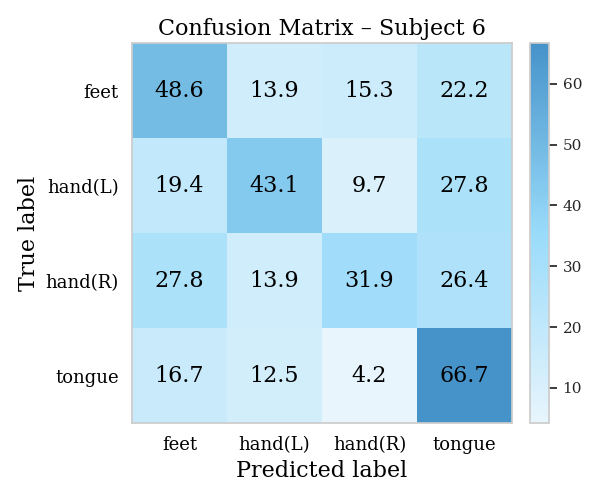 Confusion Matrix – Subject 6
True label
feet 48.6 13.9 15.3 22.2
hand(L) 19.4 43.1 9.7 27.8
hand(R) 27.8 13.9 31.9 26.4
tongue 16.7 12.5 4.2 66.7
feet hand(L) hand(R) tongue
Predicted label
60
50
40
30
20
10